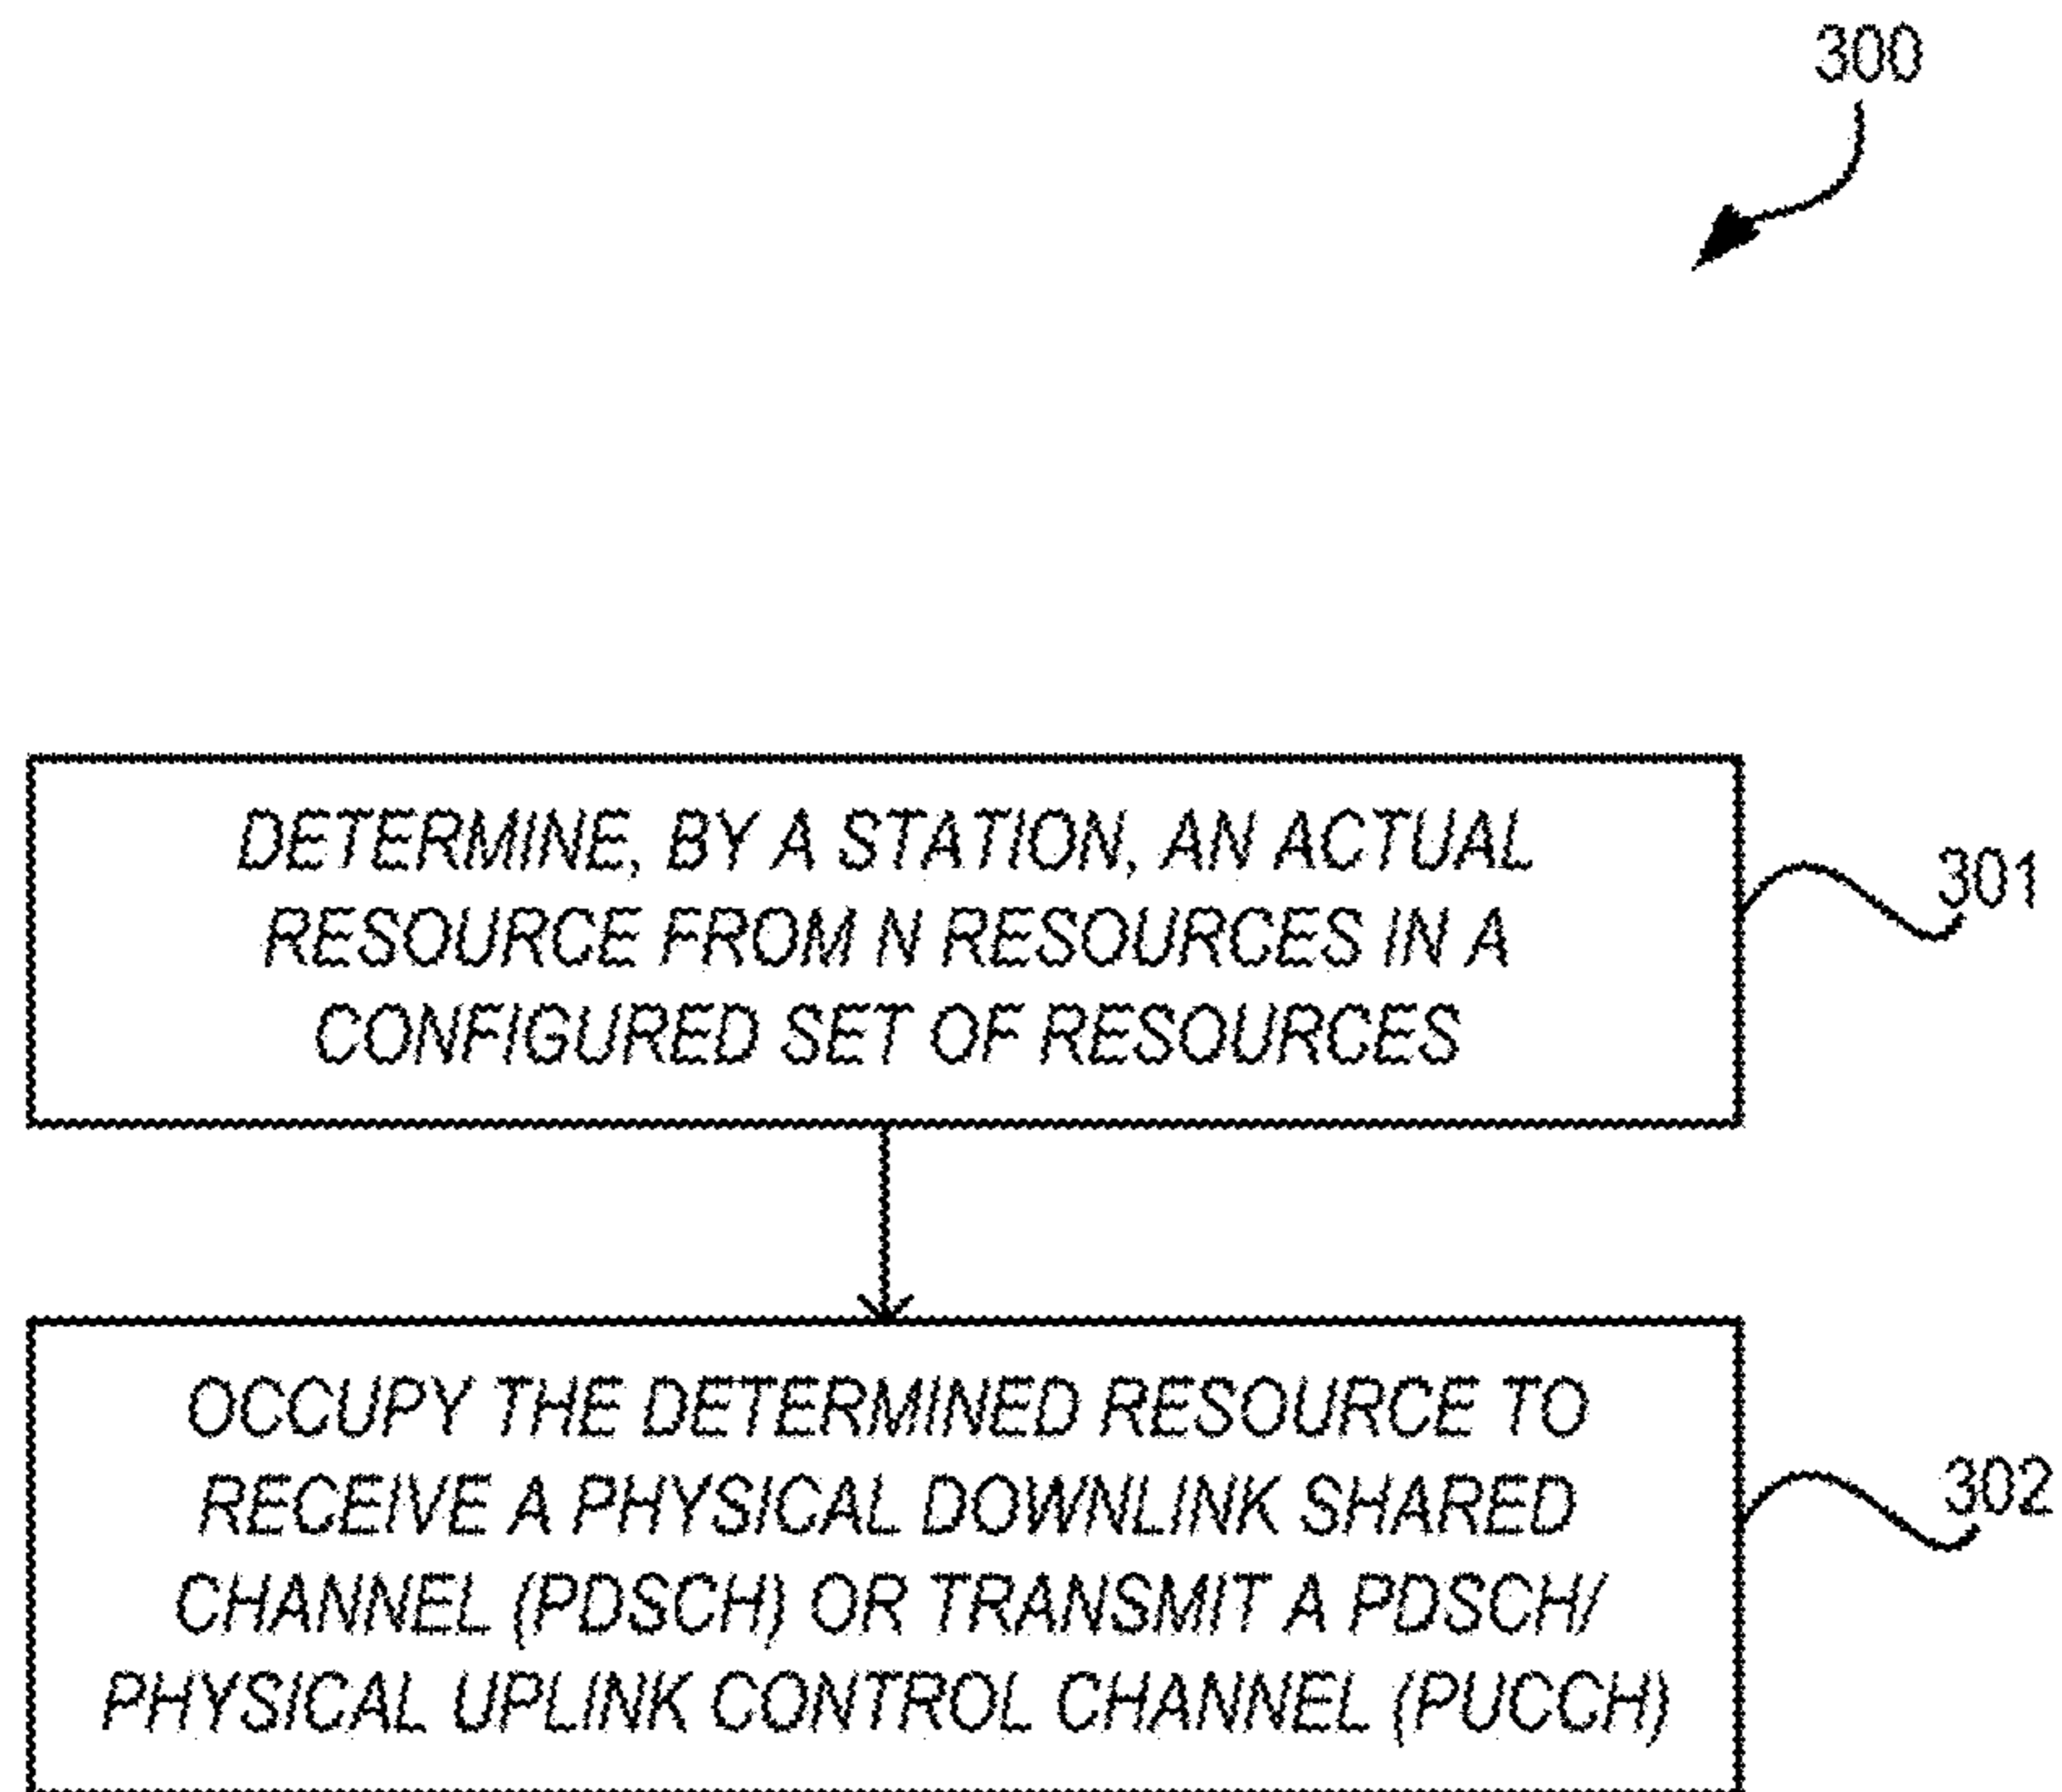 300
DETERMINE, BY A STATION, AN ACTUAL
RESOURCE FROM N RESOURCES IN A
CONFIGURED SET OF RESOURCES
301
OCCUPY THE DETERMINED RESOURCE TO
RECEIVE A PHYSICAL DOWNLINK SHARED
CHANNEL (PDSCH) OR TRANSMIT A PDSCH/
PHYSICAL UPLINK CONTROL CHANNEL (PUCCH)
302